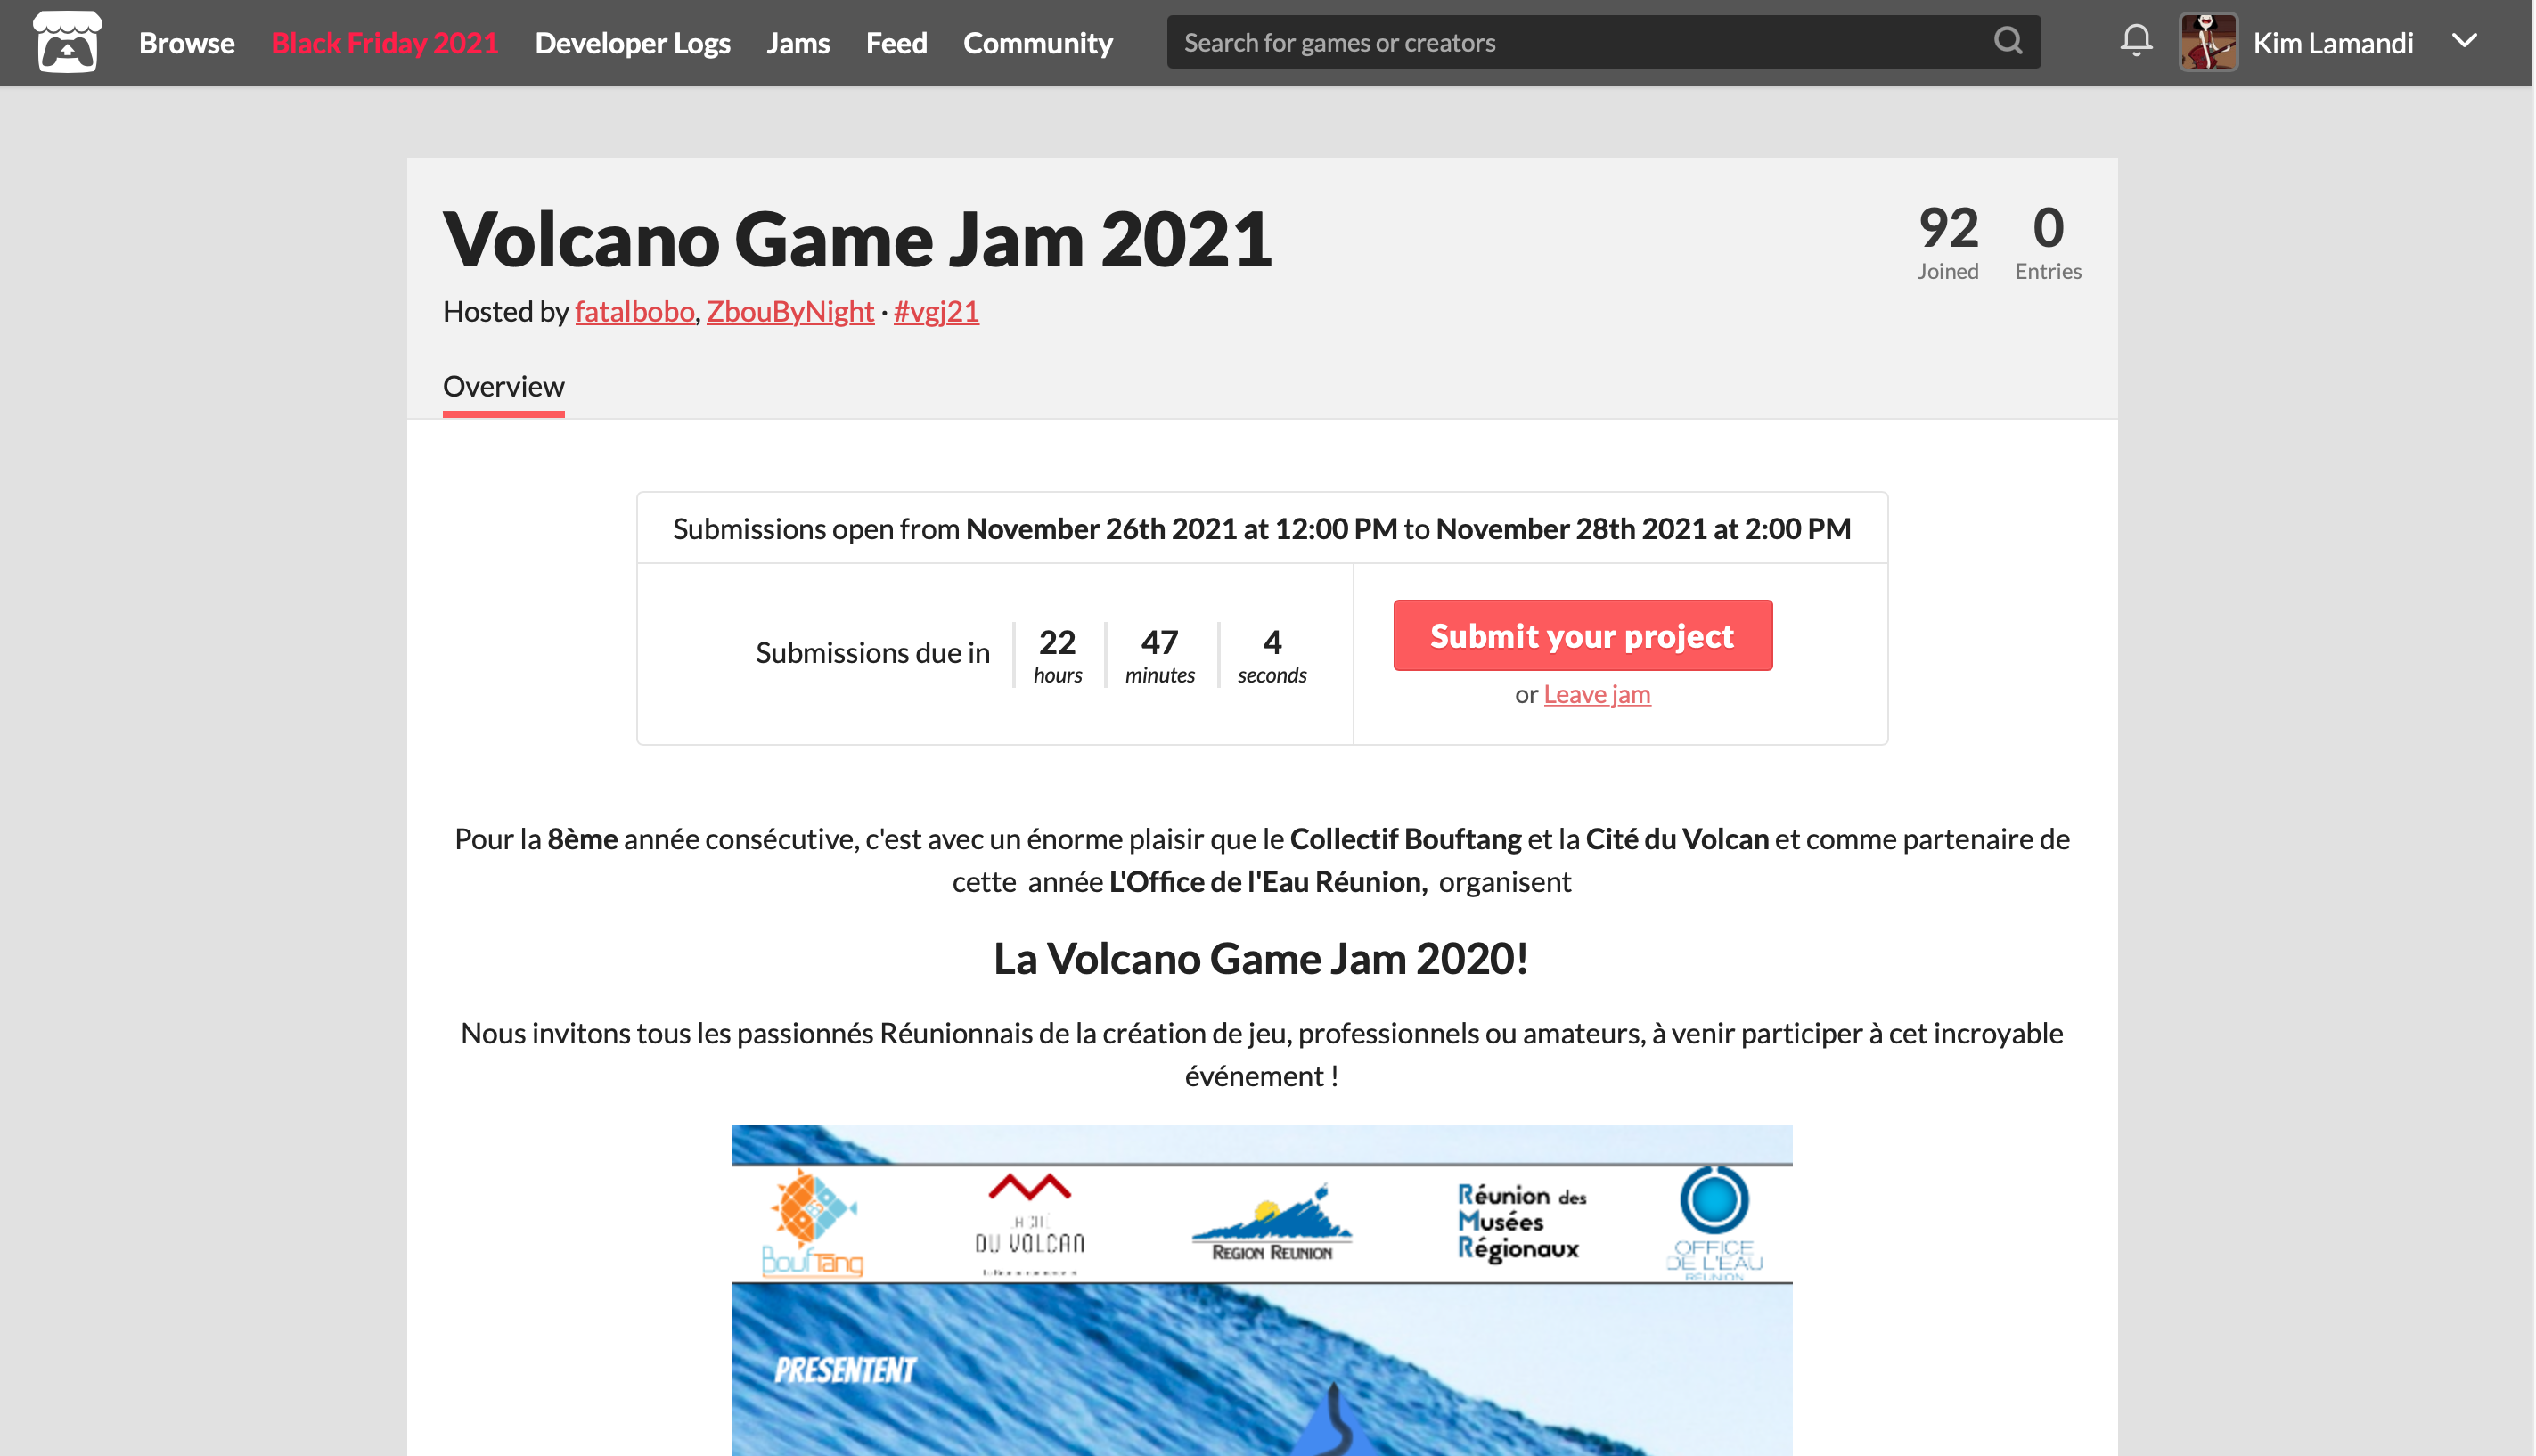 Browse Black Friday 2021 Developer Logs Jams Feed Community Search for games or creators Kim Lamandi
Volcano Game Jam 2021
92 0
Joined Entries
Hosted by fatalbobo, ZbouByNight · #vgj21
Overview
Submissions open from November 26th 2021 at 12:00 PM to November 28th 2021 at 2:00 PM
Submissions due in 22 hours 47 minutes 4 seconds
Submit your project
or Leave jam
Pour la 8ème année consécutive, c'est avec un énorme plaisir que le Collectif Bouftang et la Cité du Volcan et comme partenaire de
cette année L'Office de l'Eau Réunion, organisent
La Volcano Game Jam 2020!
Nous invitons tous les passionnés Réunionnais de la création de jeu, professionnels ou amateurs, à venir participer à cet incroyable
événement !
BoufTang
LA CITÉ
DU VOLCAN
REGION REUNION
Réunion des
Musées
Régionaux
OFFICE
DE L'EAU
RÉUNION
PRESENTENT